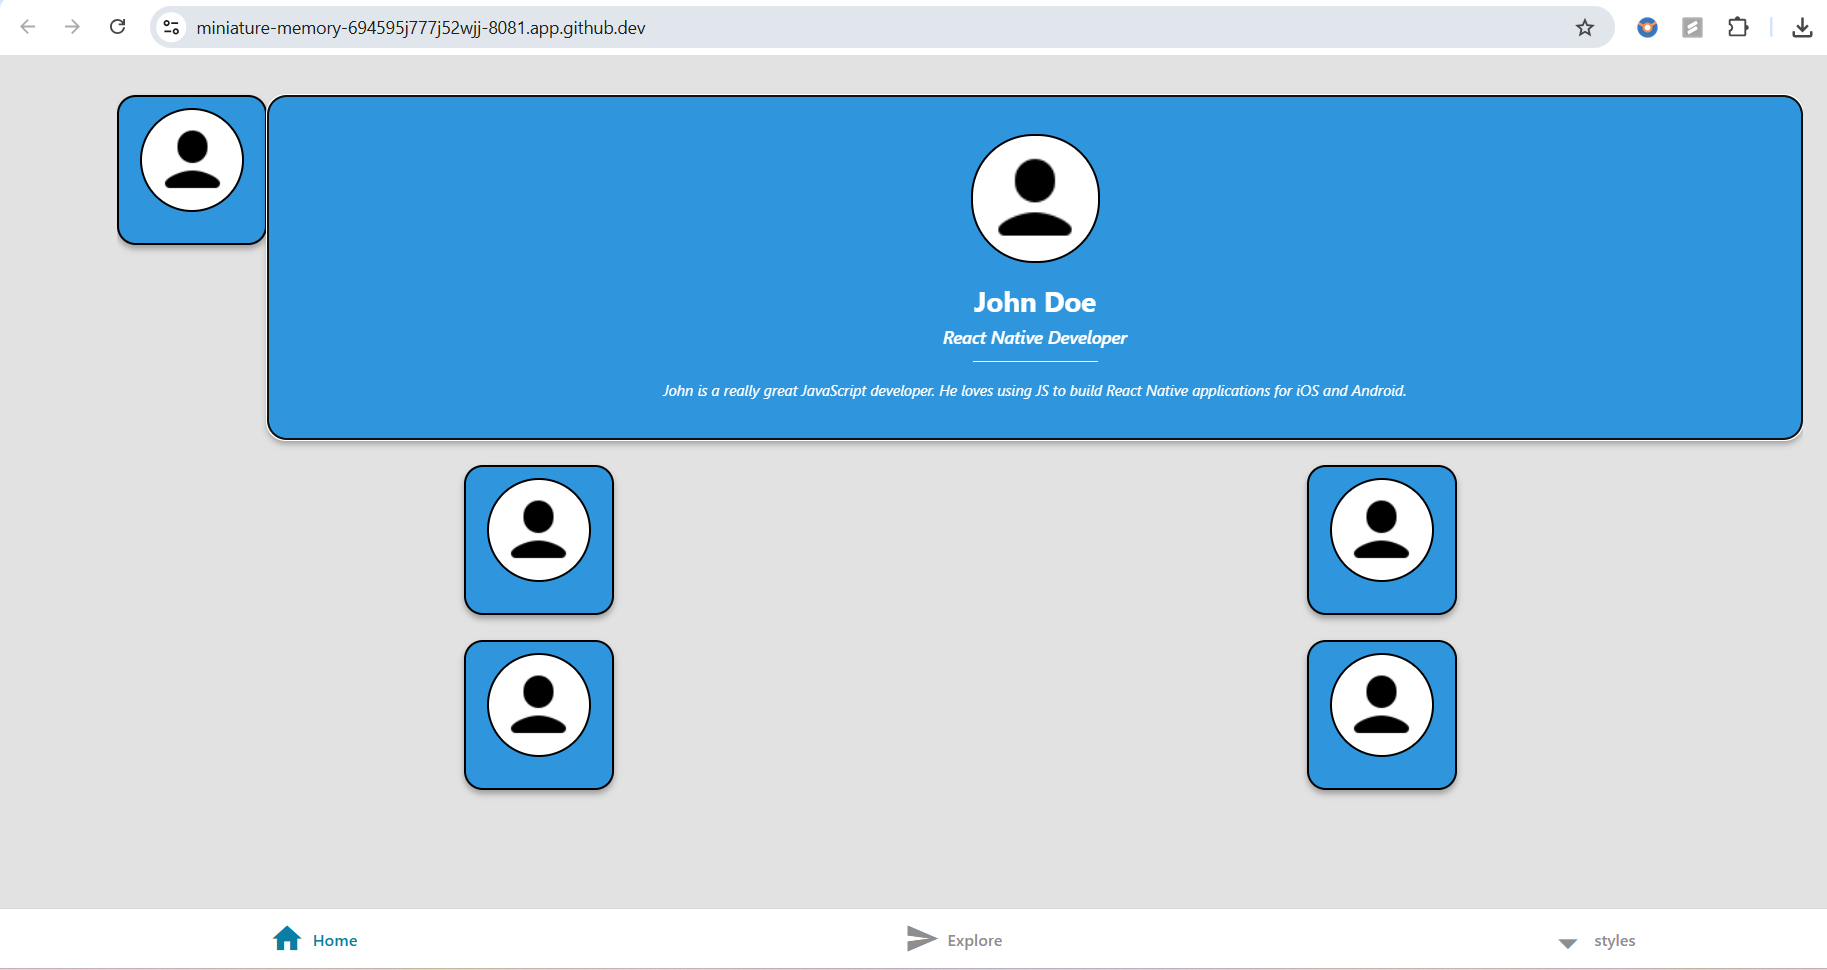 miniature-memory-694595j777j52wjj-8081.app.github.dev
John Doe
React Native Developer
John is a really great JavaScript developer. He loves using JS to build React Native applications for iOS and Android.
Home
Explore
styles